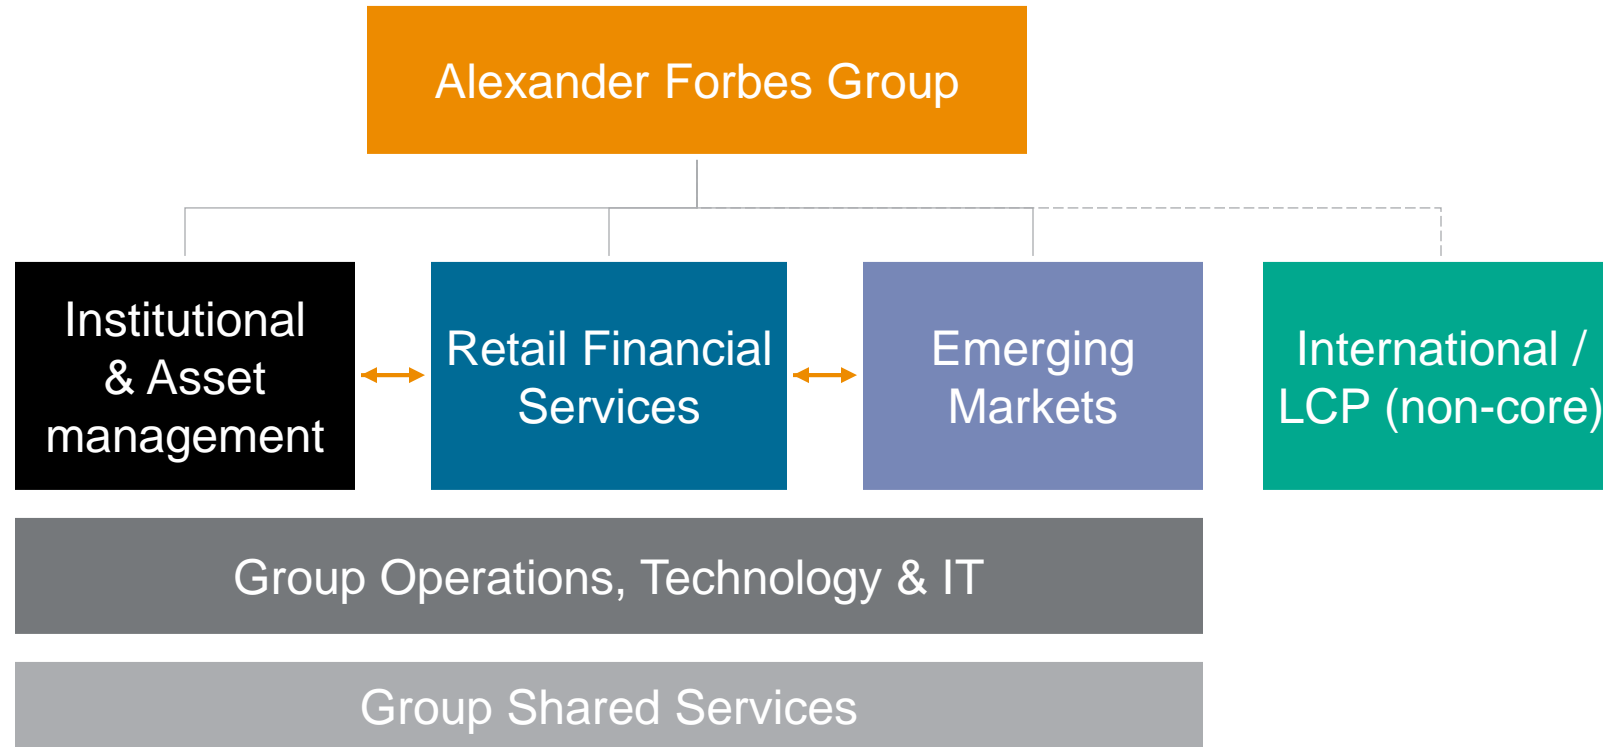 Alexander Forbes Group
Institutional
& Asset
management
Retail Financial
Services
Emerging
Markets
International /
LCP (non-core)
Group Operations, Technology & IT
Group Shared Services